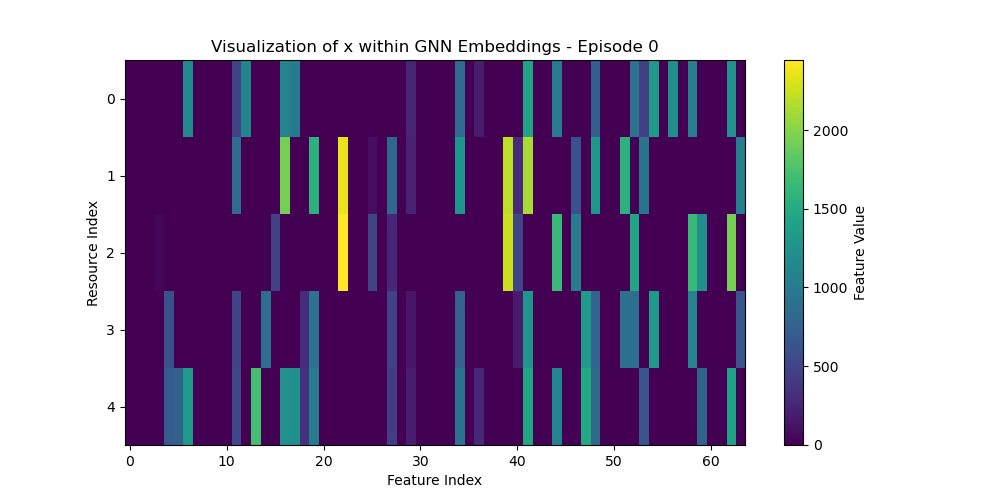 Visualization of x within GNN Embeddings - Episode 0
Resource Index
0
1
2
3
4
0 10 20 30 40 50 60
Feature Index
2000
1500
1000
500
0
Feature Value